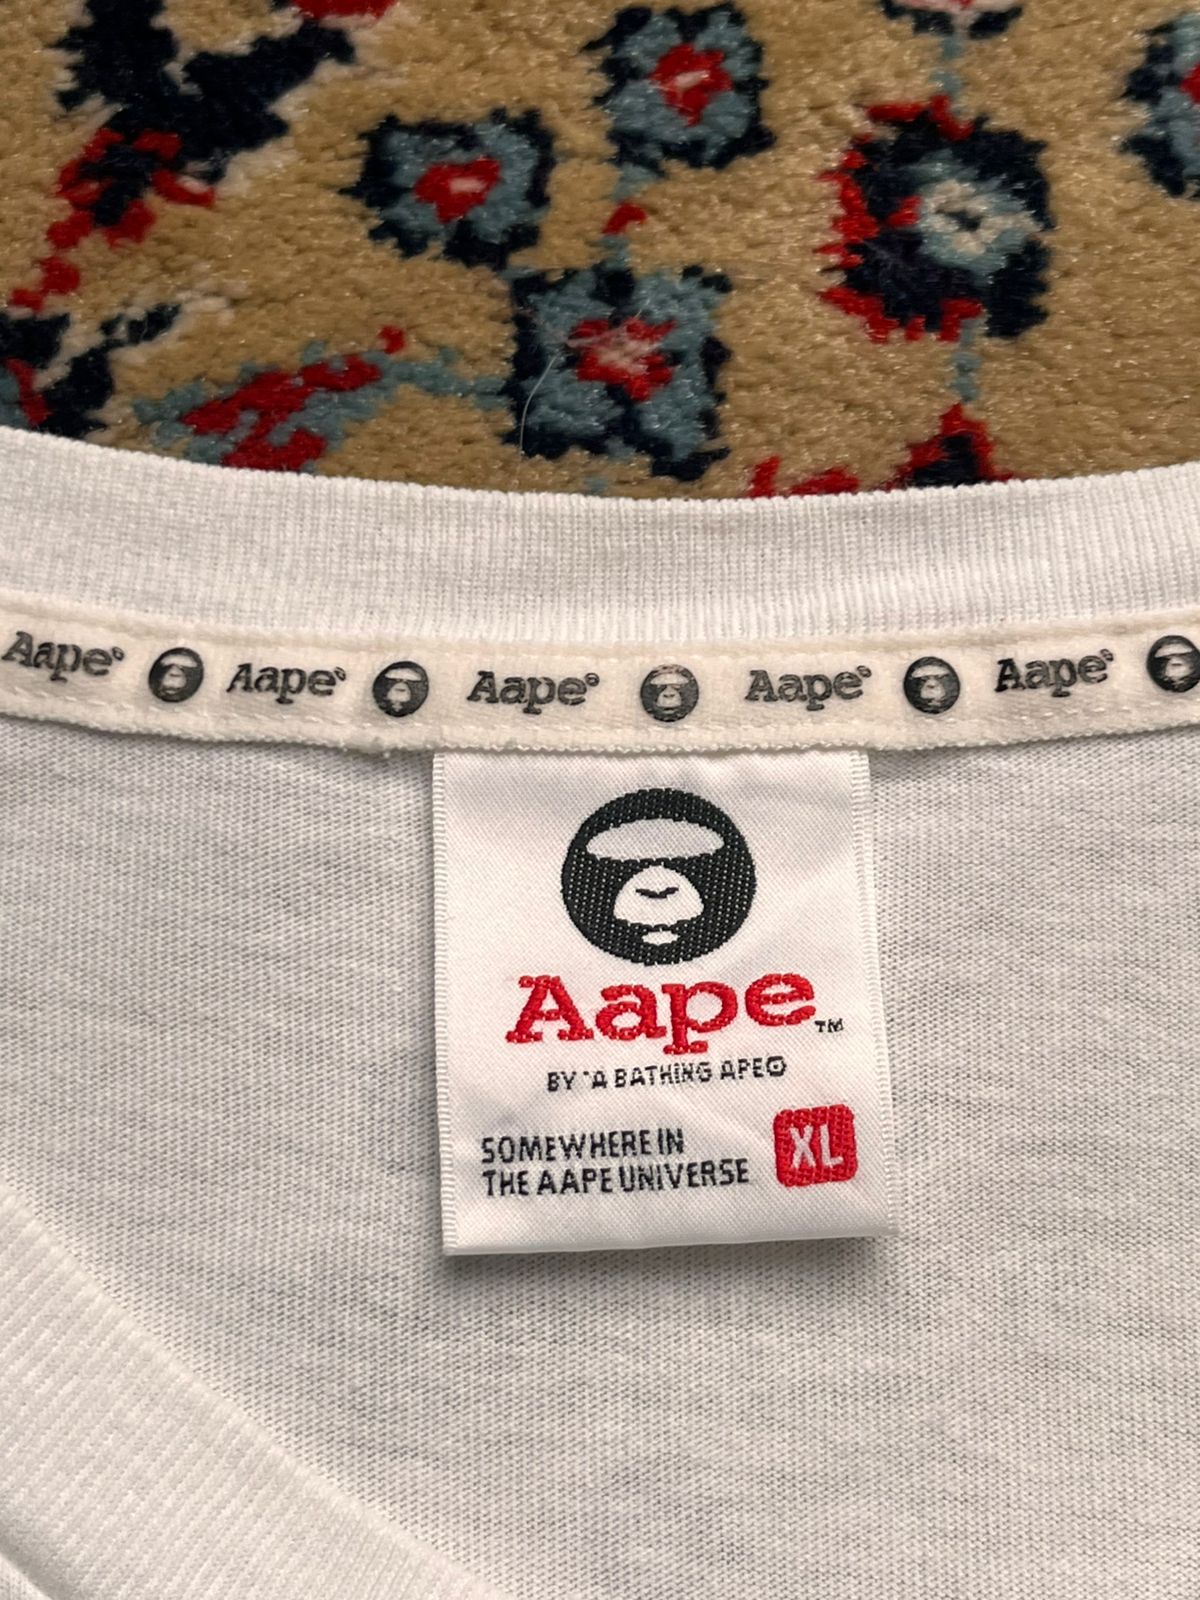 Aape® Aape® Aape® Aape® Aape®
Aape™
BY *A BATHING APE®
SOMEWHERE IN
THE AAPE UNIVERSE
XL